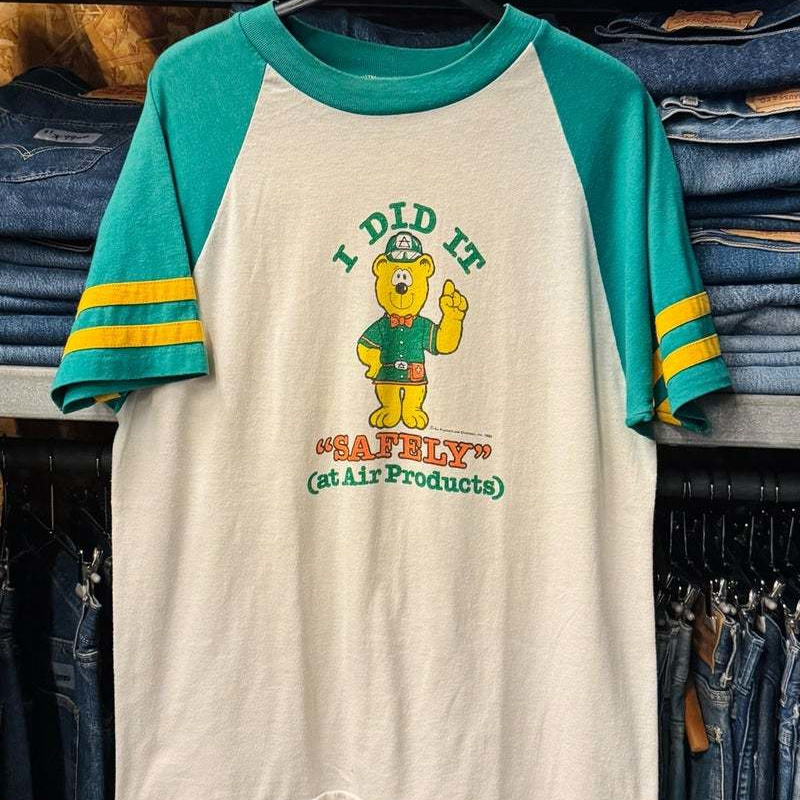 I DID IT
“SAFELY”
(at Air Products)